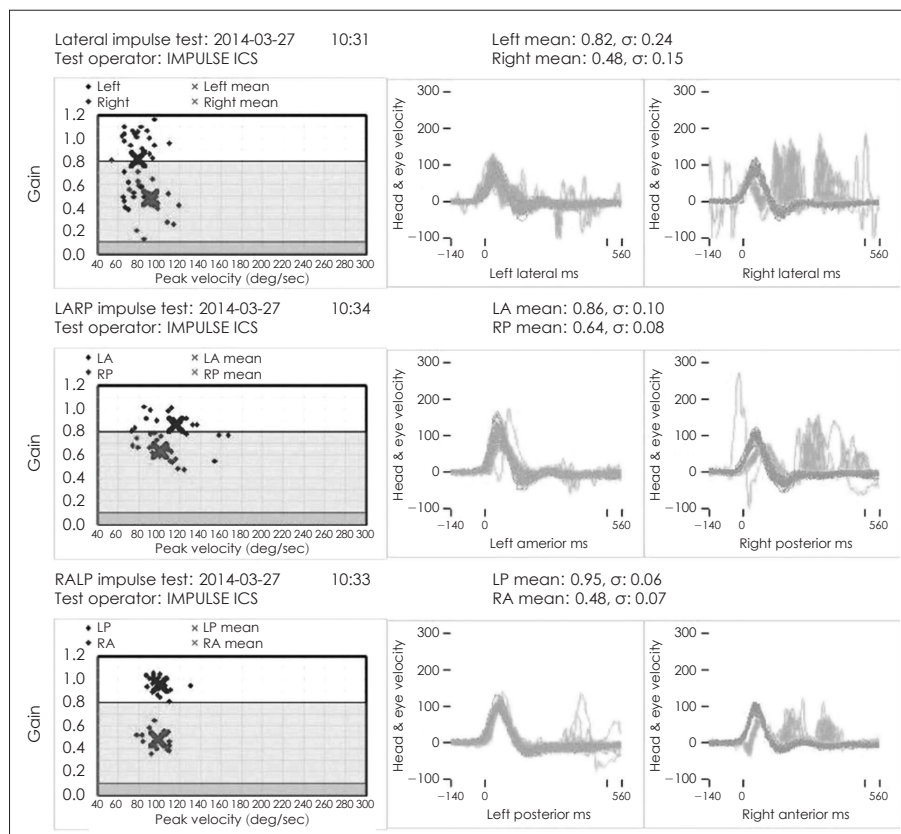 Lateral impulse test: 2014-03-27 10:31
Test operator: IMPULSE ICS
Left mean: 0.82, σ: 0.24
Right mean: 0.48, σ: 0.15
Left Left mean
Right Right mean
1.2
1.0
0.8
0.6
0.4
0.2
0.0
Gain
40 60 80 100 120 140 160 180 200 220 240 260 280 300
Peak velocity (deg/sec)
Head & eye velocity
300
200
100
0
−100
−140 0 560
Left lateral ms
Head & eye velocity
300
200
100
0
−100
−140 0 560
Right lateral ms
LARP impulse test: 2014-03-27 10:34
Test operator: IMPULSE ICS
LA mean: 0.86, σ: 0.10
RP mean: 0.64, σ: 0.08
LA LA mean
RP RP mean
1.2
1.0
0.8
0.6
0.4
0.2
0.0
Gain
40 60 80 100 120 140 160 180 200 220 240 260 280 300
Peak velocity (deg/sec)
Head & eye velocity
300
200
100
0
−100
−140 0 560
Left amerior ms
Head & eye velocity
300
200
100
0
−100
−140 0 560
Right posterior ms
RALP impulse test: 2014-03-27 10:33
Test operator: IMPULSE ICS
LP mean: 0.95, σ: 0.06
RA mean: 0.48, σ: 0.07
LP LP mean
RA RA mean
1.2
1.0
0.8
0.6
0.4
0.2
0.0
Gain
40 60 80 100 120 140 160 180 200 220 240 260 280 300
Peak velocity (deg/sec)
Head & eye velocity
300
200
100
0
−100
−140 0 560
Left posterior ms
Head & eye velocity
300
200
100
0
−100
−140 0 560
Right anterior ms